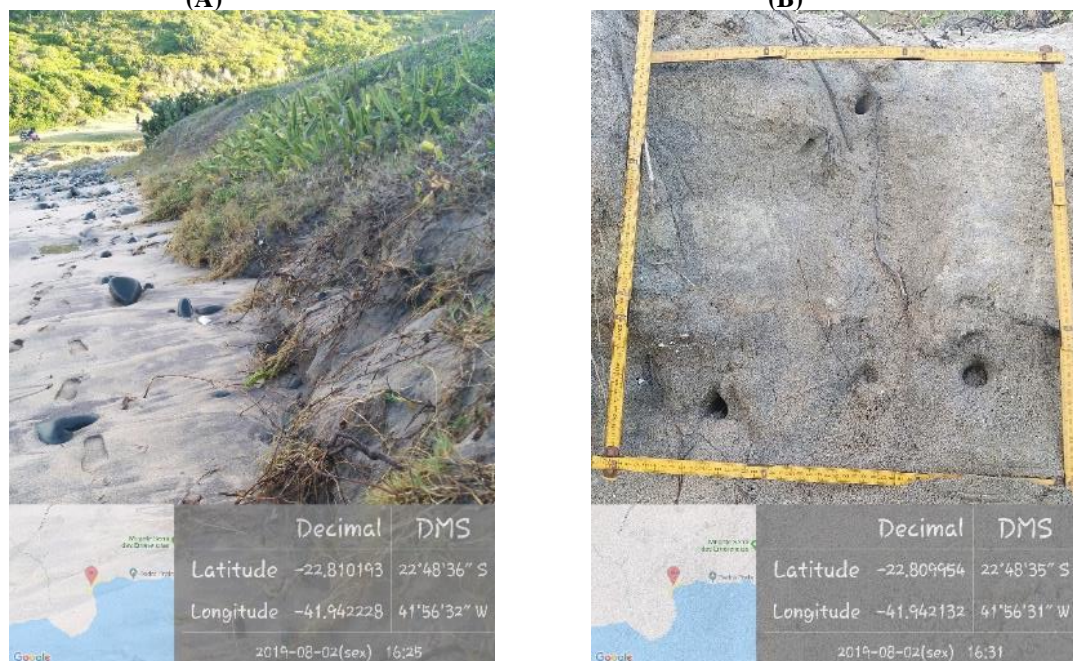 (A)
(B)
Decimal DMS
Latitude -22.810193 22°48'36" S
Longitude -41.942228 41°56'32" W
2019-08-02(sex) 16:25
Google
Decimal DMS
Latitude -22.809954 22°48'35" S
Longitude -41.942132 41°56'31" W
2019-08-02(sex) 16:31
Google